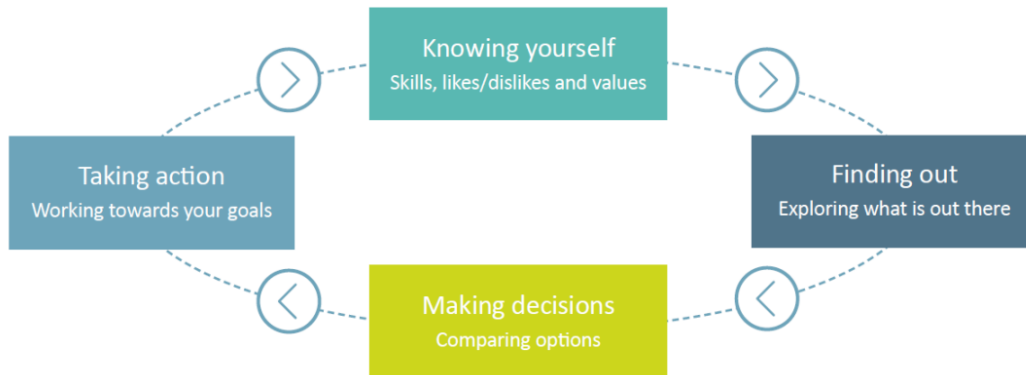 Knowing yourself
Skills, likes/dislikes and values
Finding out
Exploring what is out there
Making decisions
Comparing options
Taking action
Working towards your goals